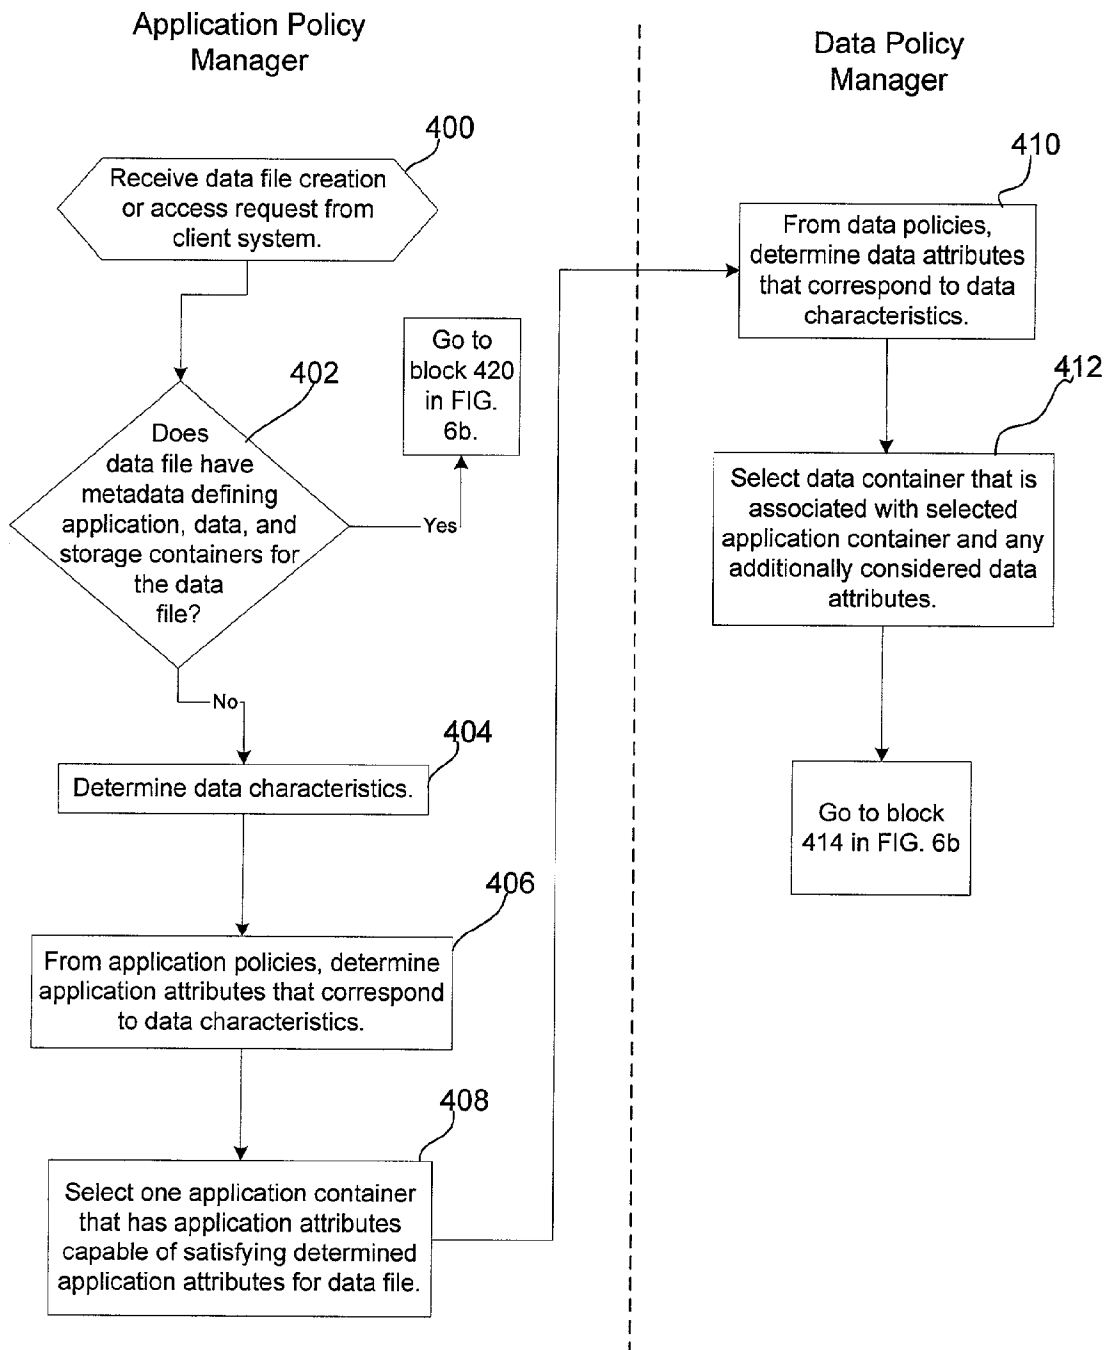 Application Policy
Manager
400
Receive data file creation
or access request from
client system.
402
Does
data file have
metadata defining
application, data, and
storage containers for
the data
file?
Go to
block 420
in FIG.
6b.
Yes
No
404
Determine data characteristics.
406
From application policies, determine
application attributes that correspond
to data characteristics.
408
Select one application container
that has application attributes
capable of satisfying determined
application attributes for data file.
Data Policy
Manager
410
From data policies,
determine data attributes
that correspond to data
characteristics.
412
Select data container that is
associated with selected
application container and any
additionally considered data
attributes.
Go to block
414 in FIG. 6b